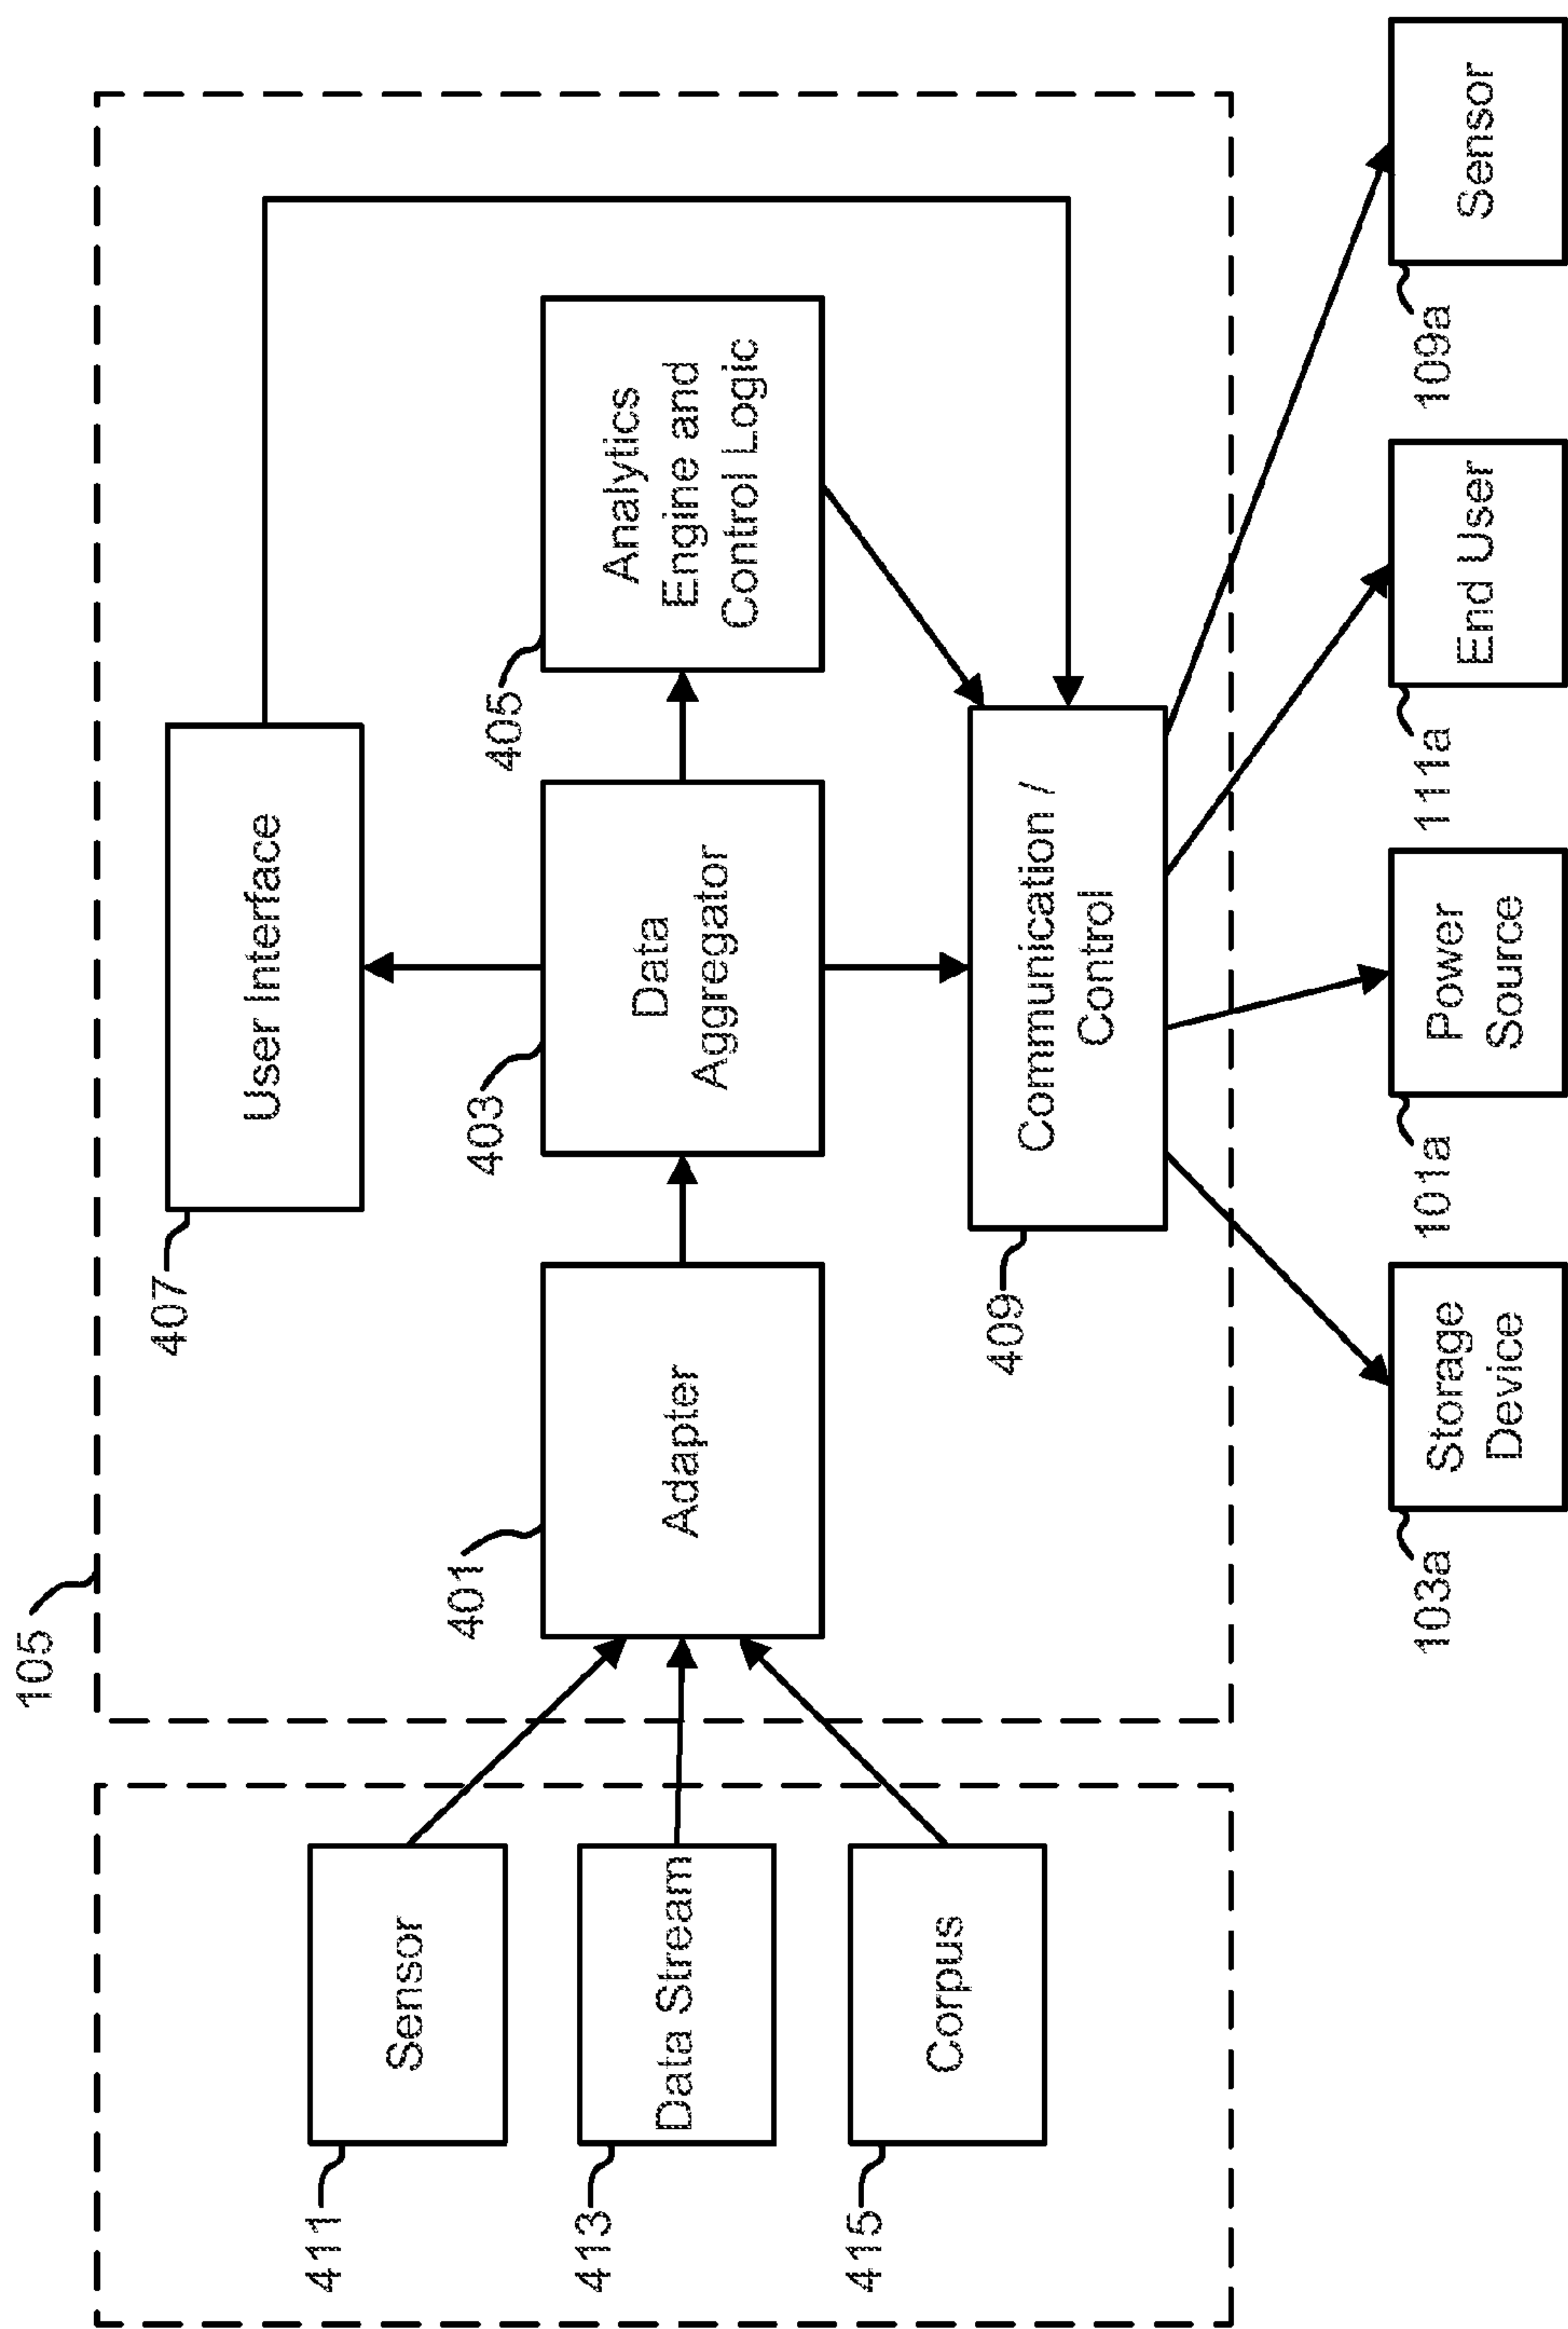 105
407
User Interface
401
Adapter
403
Data
Aggregator
405
Analytics
Engine and
Control Logic
409
Communication /
Control
411
Sensor
413
Data Stream
415
Corpus
103a
Storage
Device
101a
Power
Source
111a
End User
109a
Sensor